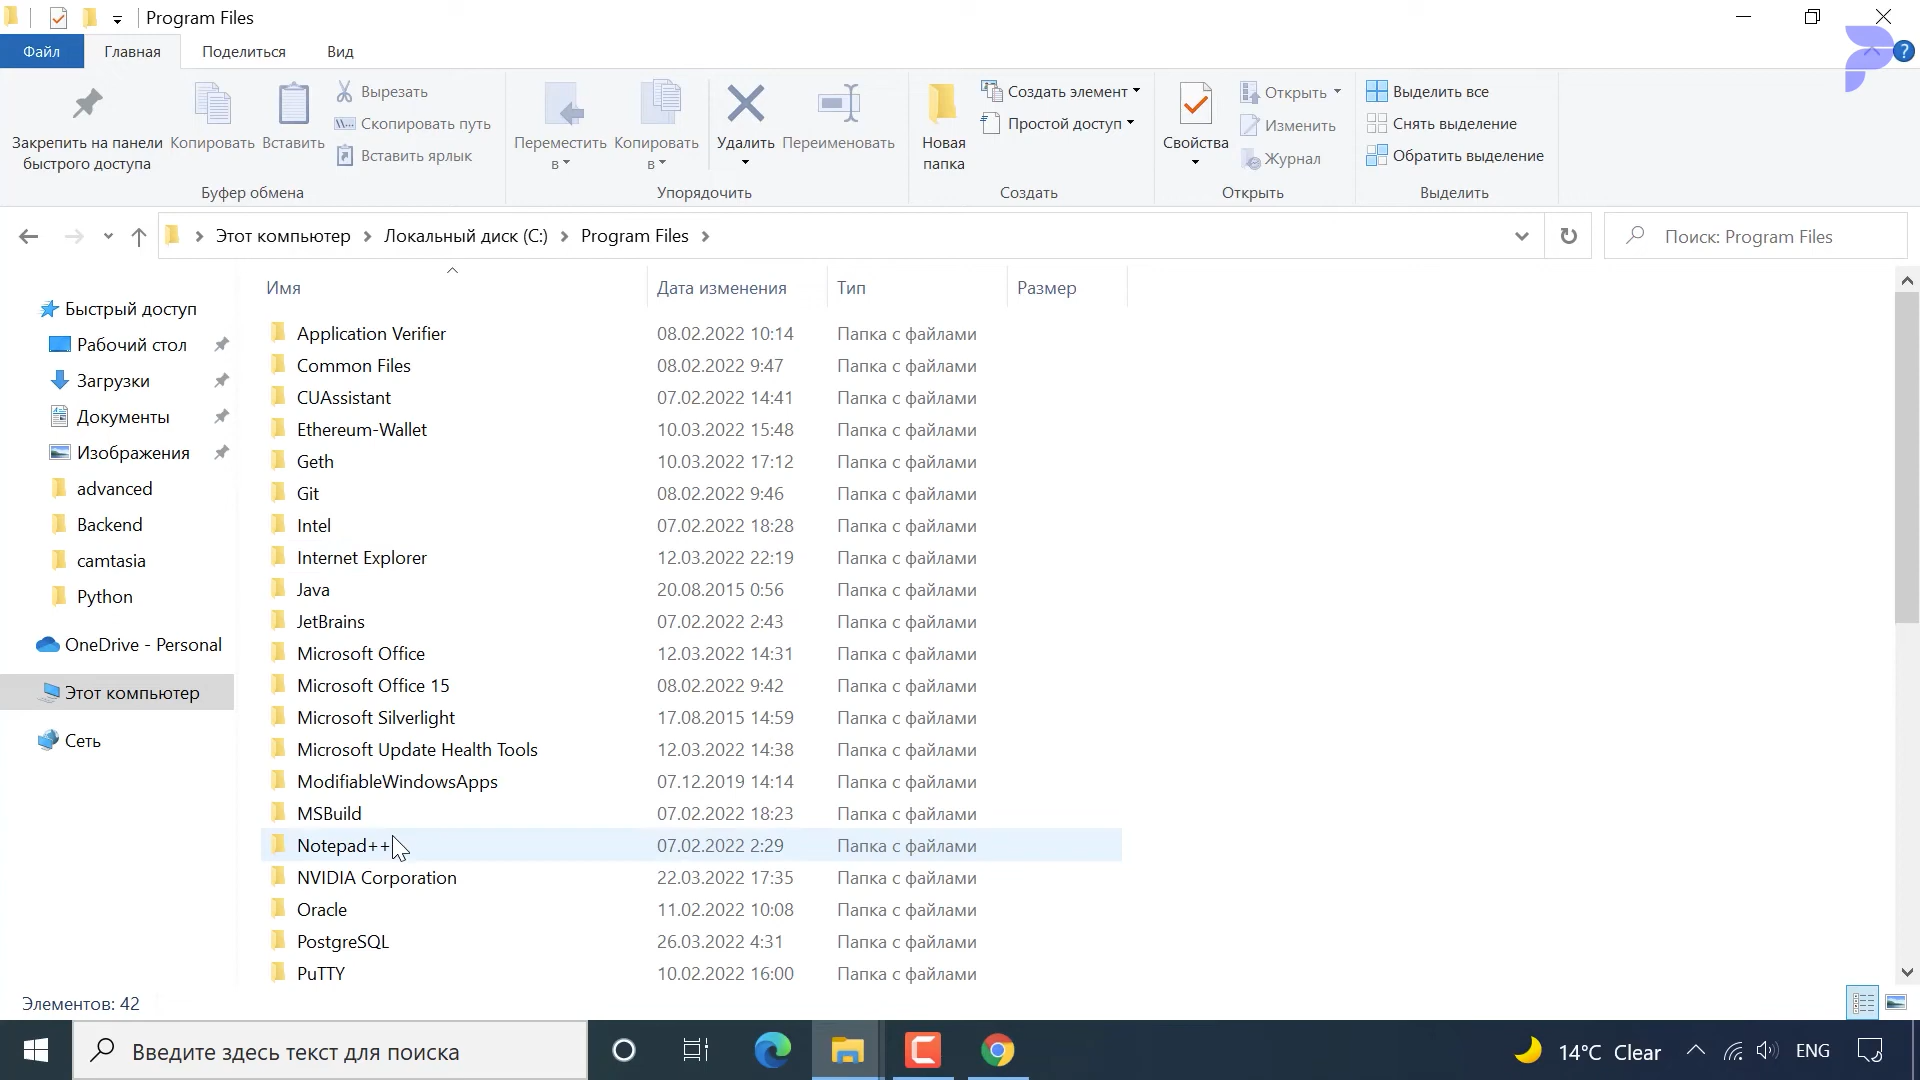 Program Files
Файл
Главная
Поделиться
Вид
?
Закрепить на панели быстрого доступа
Копировать
Вставить
Вырезать
Скопировать путь
Вставить ярлык
Буфер обмена
Переместить в
Копировать в
Удалить
Переименовать
Упорядочить
Новая папка
Создать элемент
Простой доступ
Создать
Свойства
Открыть
Изменить
Журнал
Открыть
Выделить все
Снять выделение
Обратить выделение
Выделить
Этот компьютер
Локальный диск (C:)
Program Files
Поиск: Program Files
Имя Дата изменения Тип Размер
Быстрый доступ
Рабочий стол
Загрузки
Документы
Изображения
advanced
Backend
camtasia
Python
OneDrive - Personal
Этот компьютер
Сеть
Application Verifier 08.02.2022 10:14 Папка с файлами
Common Files 08.02.2022 9:47 Папка с файлами
CUAssistant 07.02.2022 14:41 Папка с файлами
Ethereum-Wallet 10.03.2022 15:48 Папка с файлами
Geth 10.03.2022 17:12 Папка с файлами
Git 08.02.2022 9:46 Папка с файлами
Intel 07.02.2022 18:28 Папка с файлами
Internet Explorer 12.03.2022 22:19 Папка с файлами
Java 20.08.2015 0:56 Папка с файлами
JetBrains 07.02.2022 2:43 Папка с файлами
Microsoft Office 12.03.2022 14:31 Папка с файлами
Microsoft Office 15 08.02.2022 9:42 Папка с файлами
Microsoft Silverlight 17.08.2015 14:59 Папка с файлами
Microsoft Update Health Tools 12.03.2022 14:38 Папка с файлами
ModifiableWindowsApps 07.12.2019 14:14 Папка с файлами
MSBuild 07.02.2022 18:23 Папка с файлами
Notepad++ 07.02.2022 2:29 Папка с файлами
NVIDIA Corporation 22.03.2022 17:35 Папка с файлами
Oracle 11.02.2022 10:08 Папка с файлами
PostgreSQL 26.03.2022 4:31 Папка с файлами
PuTTY 10.02.2022 16:00 Папка с файлами
Элементов: 42
Введите здесь текст для поиска
14°C Clear
ENG